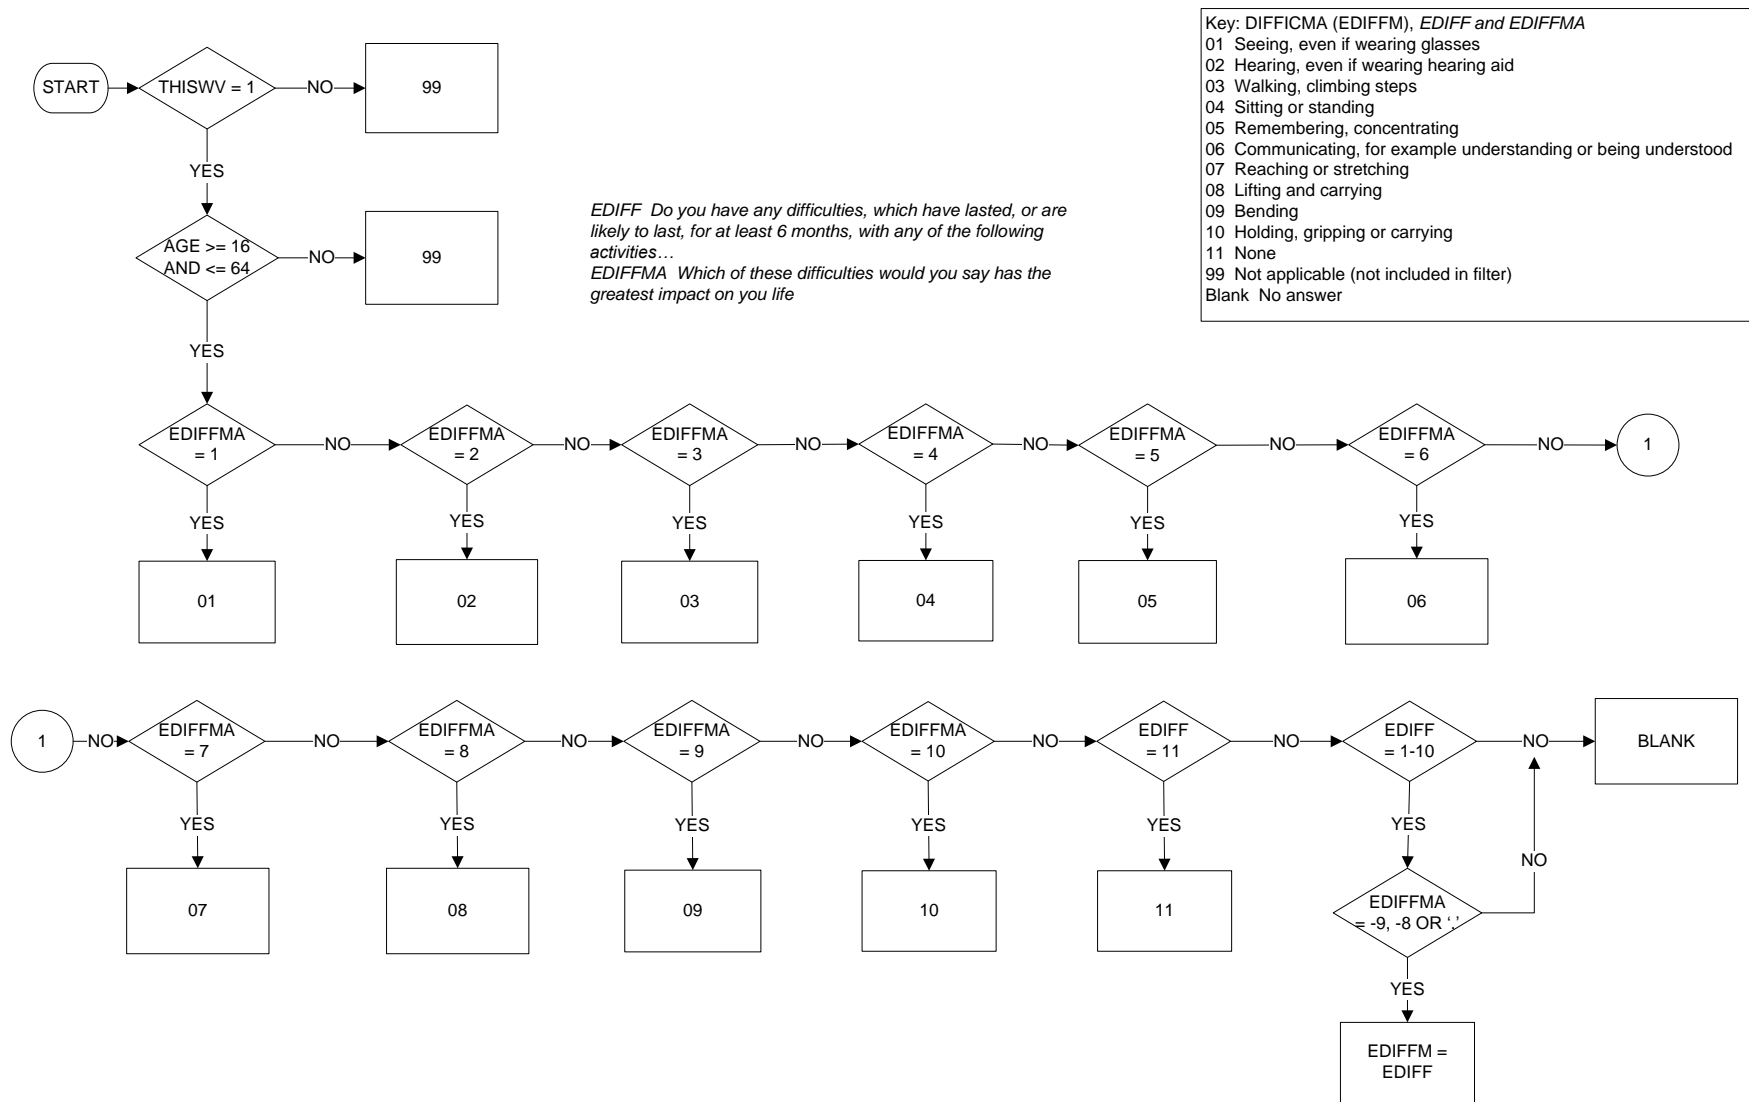 START
THISWV = 1
NO
99
YES
AGE >= 16
AND <= 64
NO
99
YES
Key: DIFFICMA (EDIFFM), EDIFF and EDIFFMA
01 Seeing, even if wearing glasses
02 Hearing, even if wearing hearing aid
03 Walking, climbing steps
04 Sitting or standing
05 Remembering, concentrating
06 Communicating, for example understanding or being understood
07 Reaching or stretching
08 Lifting and carrying
09 Bending
10 Holding, gripping or carrying
11 None
99 Not applicable (not included in filter)
Blank No answer
EDIFF Do you have any difficulties, which have lasted, or are
likely to last, for at least 6 months, with any of the following
activities…
EDIFFMA Which of these difficulties would you say has the
greatest impact on you life
EDIFFMA
= 1
NO
EDIFFMA
= 2
NO
EDIFFMA
= 3
NO
EDIFFMA
= 4
NO
EDIFFMA
= 5
NO
EDIFFMA
= 6
NO
1
YES
YES
YES
YES
YES
YES
01
02
03
04
05
06
1
NO
EDIFFMA
= 7
NO
EDIFFMA
= 8
NO
EDIFFMA
= 9
NO
EDIFFMA
= 10
NO
EDIFF
= 11
NO
EDIFF
= 1-10
NO
BLANK
YES
YES
YES
YES
YES
YES
NO
07
08
09
10
11
EDIFFMA
= -9, -8 OR ‘.’
YES
EDIFFM =
EDIFF